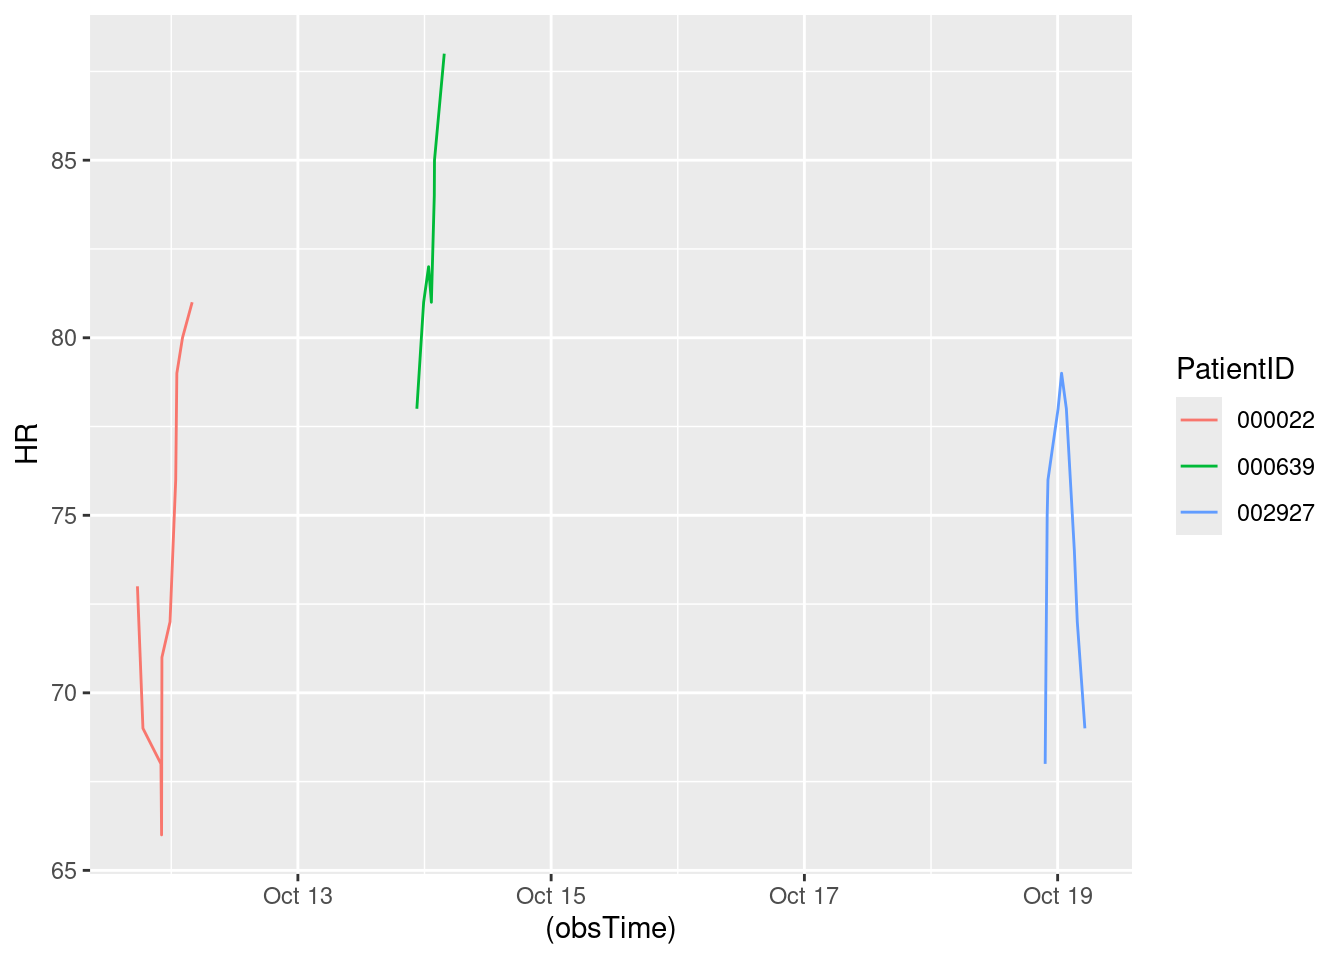 85
80
75
70
65
HR
Oct 13
Oct 15
Oct 17
Oct 19
(obsTime)
PatientID
000022
000639
002927